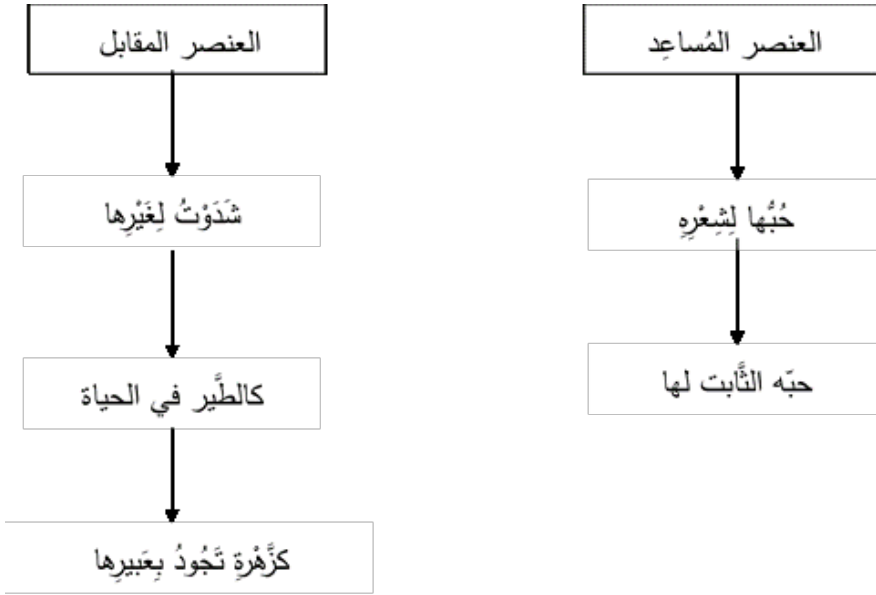 العنصر المُساعِد
حُبُّها لِشِعْرِهِ
حبّه الثَّابت لها
العنصر المقابل
شَدَوْتُ لِغَيْرِها
كالطَّير في الحياة
كزَّهْرةِ تَجُودُ بِعَبيرِها